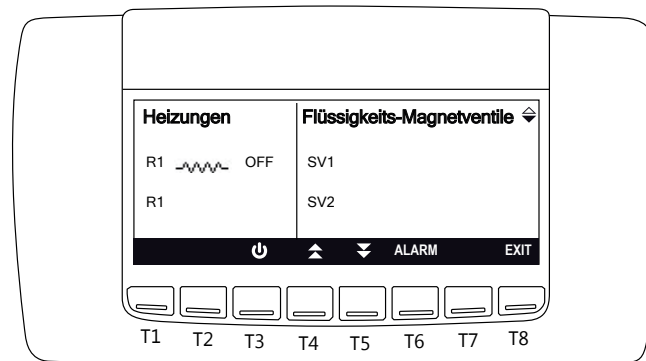 Heizungen
Flüssigkeits-Magnetventile
R1 OFF
SV1
R1
SV2
ALARM EXIT
T1 T2 T3 T4 T5 T6 T7 T8